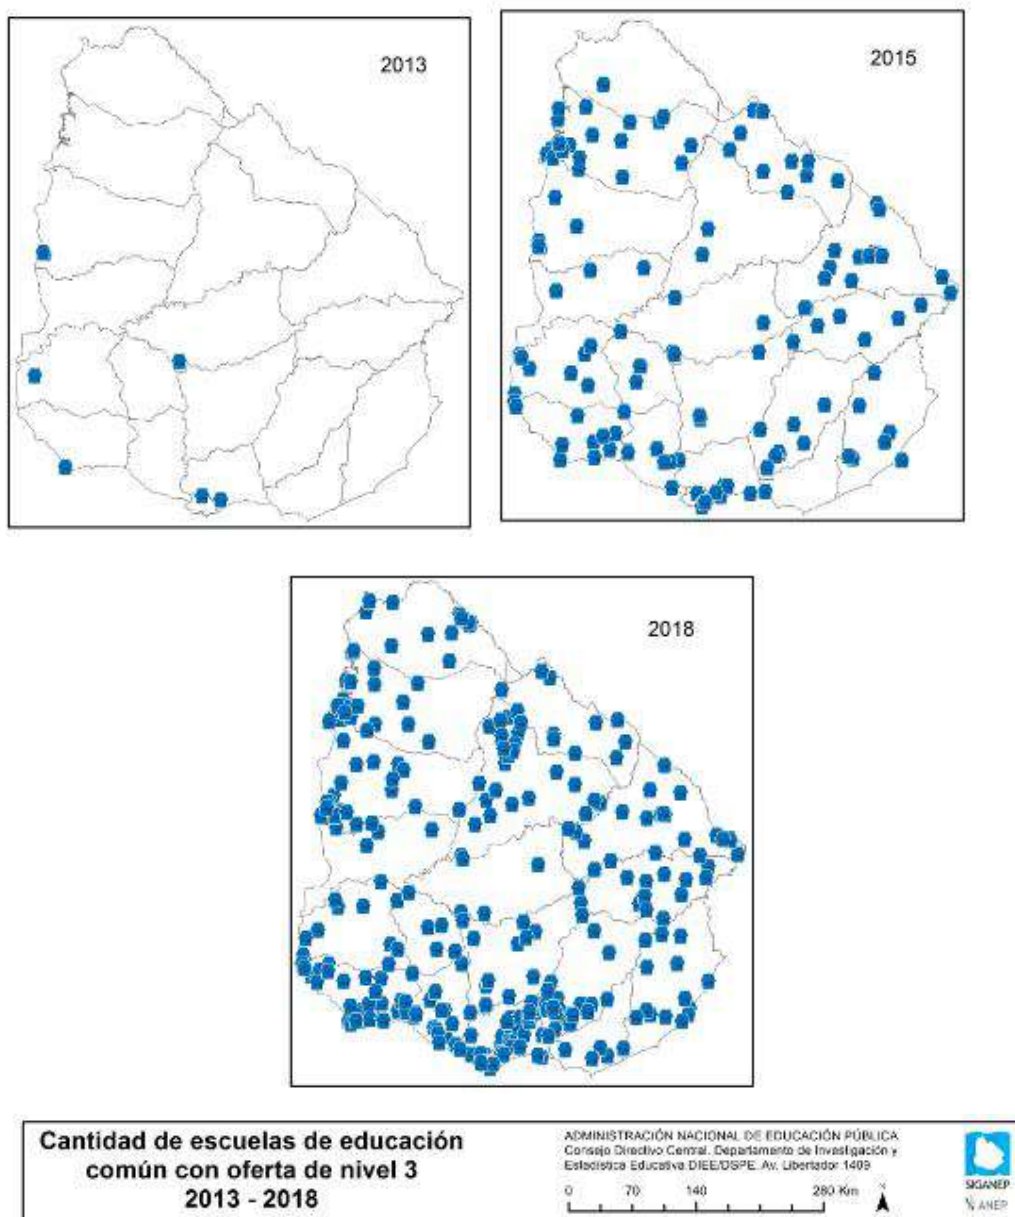 2013
2015
2018
Cantidad de escuelas de educación
común con oferta de nivel 3
2013 - 2018
ADMINISTRACIÓN NACIONAL DE EDUCACIÓN PÚBLICA
Consejo Directivo Central. Departamento de Investigación y
Estadística Educativa DIEE/DSPE. Av. Libertador 1409
0 70 140 280 Km
N
SIGANEP
ANEP